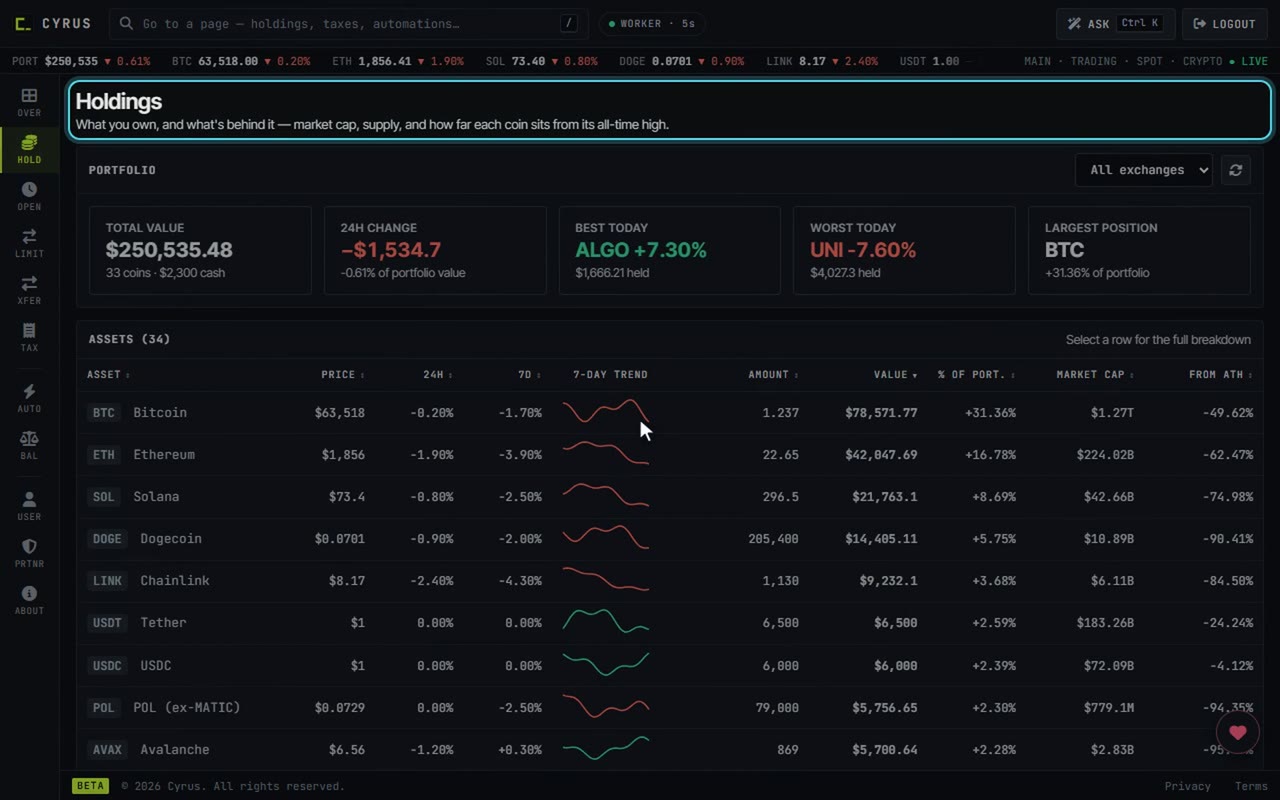 CYRUS
Go to a page — holdings, taxes, automations…
/
WORKER · 5s
ASK Ctrl K
LOGOUT
PORT $250,535 ▼ 0.61% BTC 63,518.00 ▼ 0.20% ETH 1,856.41 ▼ 1.90% SOL 73.40 ▼ 0.80% DOGE 0.0701 ▼ 0.90% LINK 8.17 ▼ 2.40% USDT 1.00 — MAIN · TRADING · SPOT · CRYPTO ● LIVE
OVER
HOLD
OPEN
LIMIT
XFER
TAX
AUTO
BAL
USER
PRTNR
ABOUT
Holdings
What you own, and what's behind it — market cap, supply, and how far each coin sits from its all-time high.
PORTFOLIO
All exchanges
TOTAL VALUE
$250,535.48
33 coins · $2,300 cash
24H CHANGE
−$1,534.7
-0.61% of portfolio value
BEST TODAY
ALGO +7.30%
$1,666.21 held
WORST TODAY
UNI -7.60%
$4,027.3 held
LARGEST POSITION
BTC
+31.36% of portfolio
ASSETS (34)
Select a row for the full breakdown
ASSET PRICE 24H 7D 7-DAY TREND AMOUNT VALUE ▼ % OF PORT. MARKET CAP FROM ATH
BTC Bitcoin $63,518 -0.20% -1.70% 1.237 $78,571.77 +31.36% $1.27T -49.62%
ETH Ethereum $1,856 -1.90% -3.90% 22.65 $42,047.69 +16.78% $224.02B -62.47%
SOL Solana $73.4 -0.80% -2.50% 296.5 $21,763.1 +8.69% $42.66B -74.98%
DOGE Dogecoin $0.0701 -0.90% -2.00% 205,400 $14,405.11 +5.75% $10.89B -90.41%
LINK Chainlink $8.17 -2.40% -4.30% 1,130 $9,232.1 +3.68% $6.11B -84.50%
USDT Tether $1 0.00% 0.00% 6,500 $6,500 +2.59% $183.26B -24.24%
USDC USDC $1 0.00% 0.00% 6,000 $6,000 +2.39% $72.09B -4.12%
POL POL (ex-MATIC) $0.0729 0.00% -2.50% 79,000 $5,756.65 +2.30% $779.1M -94.35%
AVAX Avalanche $6.56 -1.20% +0.30% 869 $5,700.64 +2.28% $2.83B
BETA © 2026 Cyrus. All rights reserved.
Privacy Terms